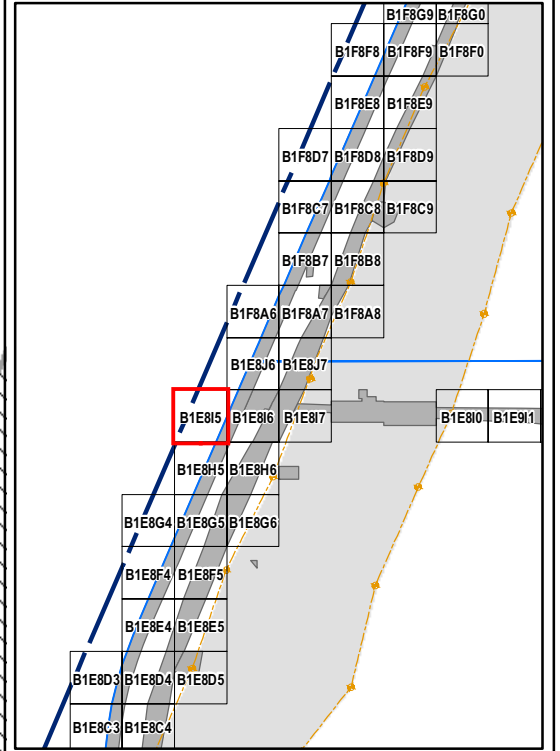 B1F8G9 B1F8G0
B1F8F8 B1F8F9 B1F8F0
B1F8E8 B1F8E9
B1F8D7 B1F8D8 B1F8D9
B1F8C7 B1F8C8 B1F8C9
B1F8B7 B1F8B8
B1F8A6 B1F8A7 B1F8A8
B1E8J6 B1E8J7
B1E8I5 B1E8I6 B1E8I7 B1E8I0 B1E9I1
B1E8H5 B1E8H6
B1E8G4 B1E8G5 B1E8G6
B1E8F4 B1E8F5
B1E8E4 B1E8E5
B1E8D3 B1E8D4 B1E8D5
B1E8C3 B1E8C4